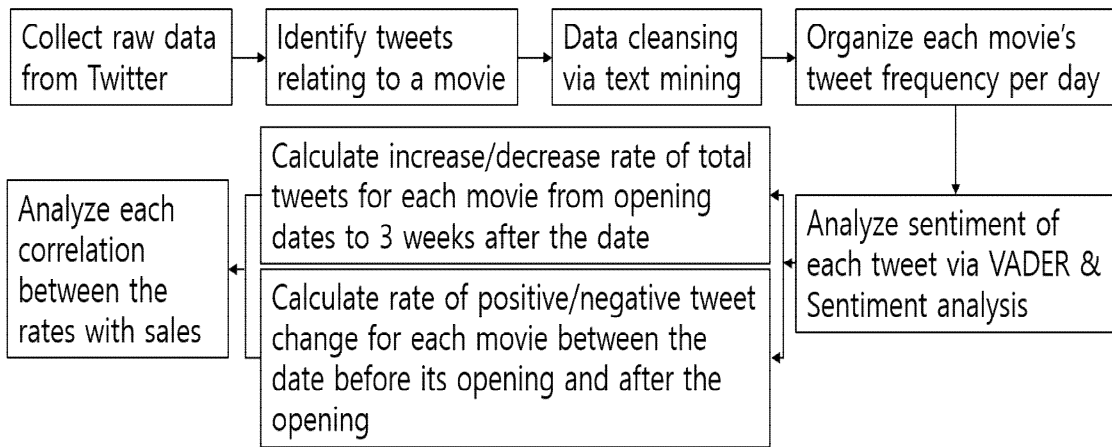 Collect raw data
from Twitter
Identify tweets
relating to a movie
Data cleansing
via text mining
Organize each movie's
tweet frequency per day
Analyze sentiment of
each tweet via VADER &
Sentiment analysis
Calculate increase/decrease rate of total
tweets for each movie from opening
dates to 3 weeks after the date
Calculate rate of positive/negative tweet
change for each movie between the
date before its opening and after the
opening
Analyze each
correlation
between the
rates with sales